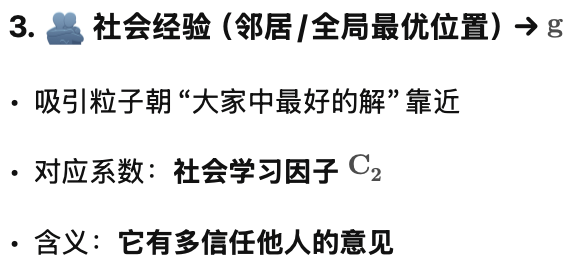 3. 👥 社会经验（邻居/全局最优位置）→ g
• 吸引粒子朝“大家中最好的解”靠近
• 对应系数：社会学习因子 C₂
• 含义：它有多信任他人的意见